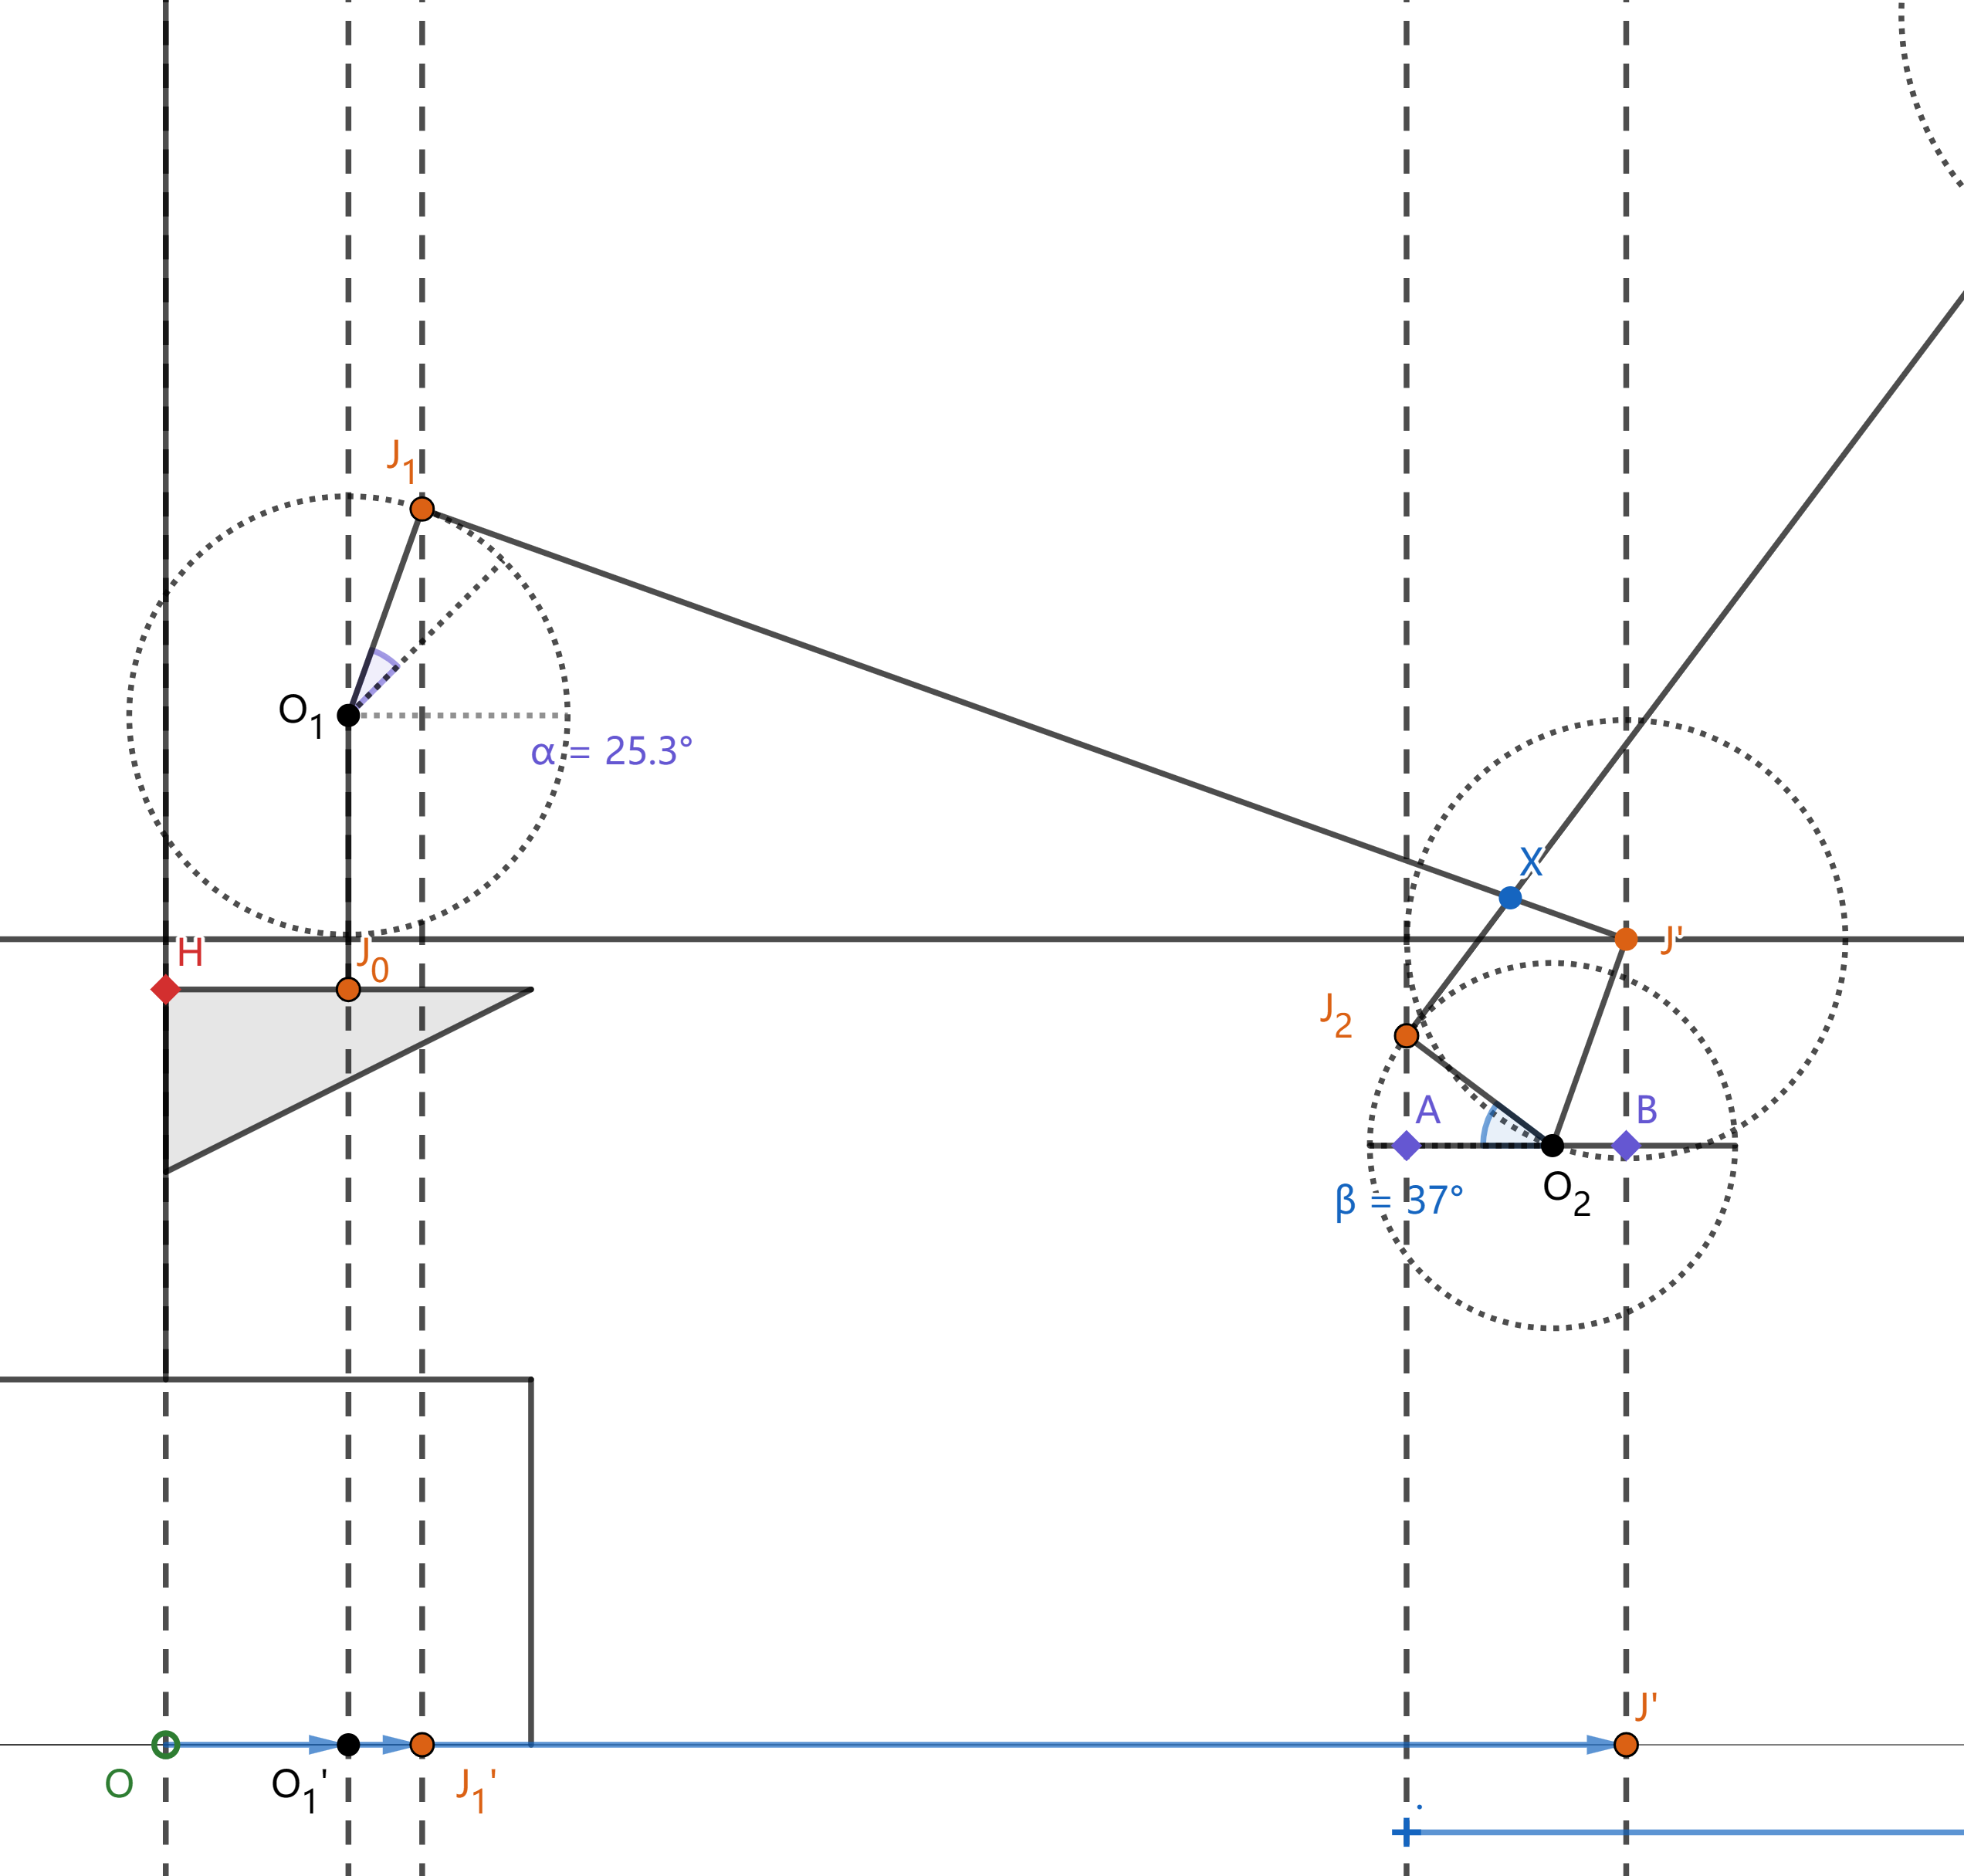 J₁
O₁
α = 25.3°
X
H
J₀
J'
J₂
A
B
β = 37°
O₂
J'
O
O₁'
J₁'